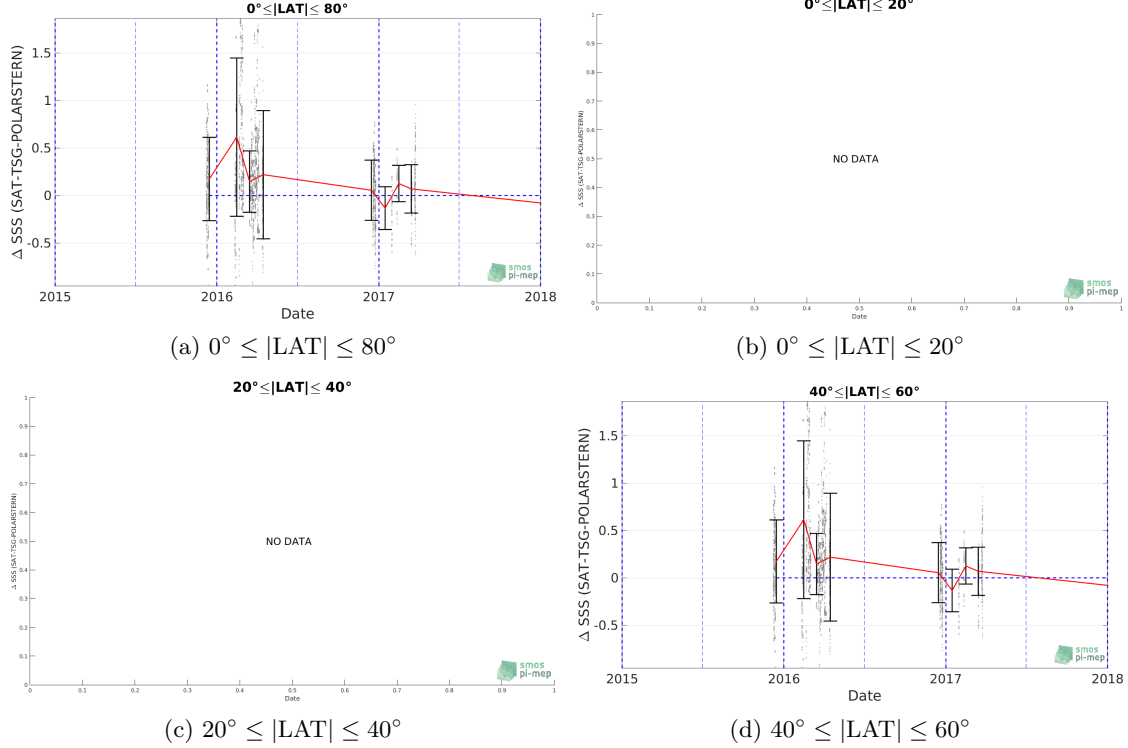 0°≤|LAT|≤ 80°
Δ SSS (SAT-TSG-POLARSTERN)
1.5
1
0.5
0
-0.5
2015 2016 2017 2018
Date
smos
pi-mep
(a) 0° ≤ |LAT| ≤ 80°
0°≤|LAT|≤ 20°
Δ SSS (SAT-TSG-POLARSTERN)
1
0.9
0.8
0.7
0.6
0.5
0.4
0.3
0.2
0.1
0
NO DATA
0 0.1 0.2 0.3 0.4 0.5 0.6 0.7 0.8 0.9 1
Date
smos
pi-mep
(b) 0° ≤ |LAT| ≤ 20°
20°≤|LAT|≤ 40°
Δ SSS (SAT-TSG-POLARSTERN)
1
0.9
0.8
0.7
0.6
0.5
0.4
0.3
0.2
0.1
0
NO DATA
0 0.1 0.2 0.3 0.4 0.5 0.6 0.7 0.8 0.9 1
Date
smos
pi-mep
(c) 20° ≤ |LAT| ≤ 40°
40°≤|LAT|≤ 60°
Δ SSS (SAT-TSG-POLARSTERN)
1.5
1
0.5
0
-0.5
2015 2016 2017 2018
Date
smos
pi-mep
(d) 40° ≤ |LAT| ≤ 60°